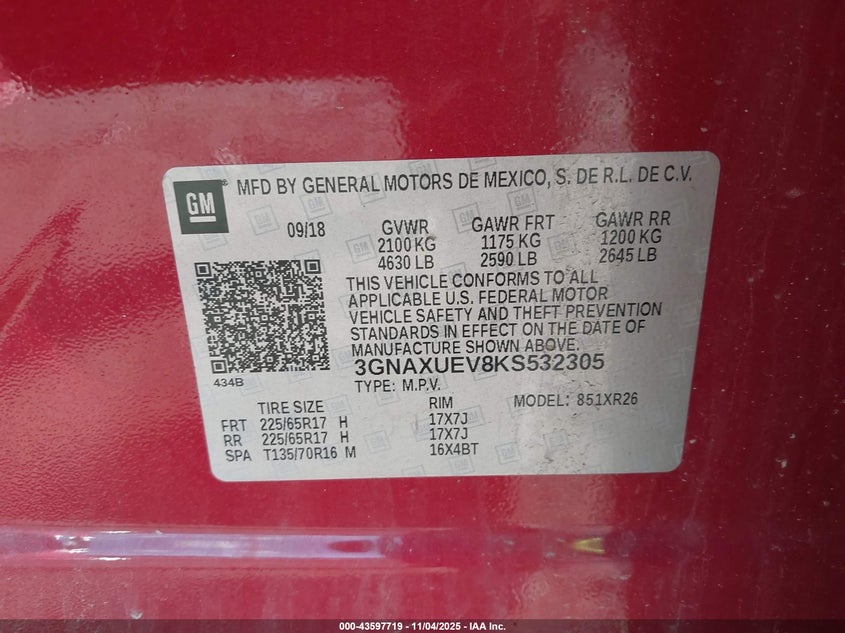 GM
MFD BY GENERAL MOTORS DE MEXICO, S. DE R.L. DE C.V.
09/18 GVWR GAWR FRT GAWR RR
2100 KG 1175 KG 1200 KG
4630 LB 2590 LB 2645 LB
THIS VEHICLE CONFORMS TO ALL
APPLICABLE U.S. FEDERAL MOTOR
VEHICLE SAFETY AND THEFT PREVENTION
STANDARDS IN EFFECT ON THE DATE OF
MANUFACTURE SHOWN ABOVE.
3GNAXUEV8KS532305
434B
TYPE: M.P.V. MODEL: 851XR26
TIRE SIZE RIM
FRT 225/65R17 H 17X7J
RR 225/65R17 H 17X7J
SPA T135/70R16 M 16X4BT
000-43597719 - 11/04/2025 - IAA Inc.